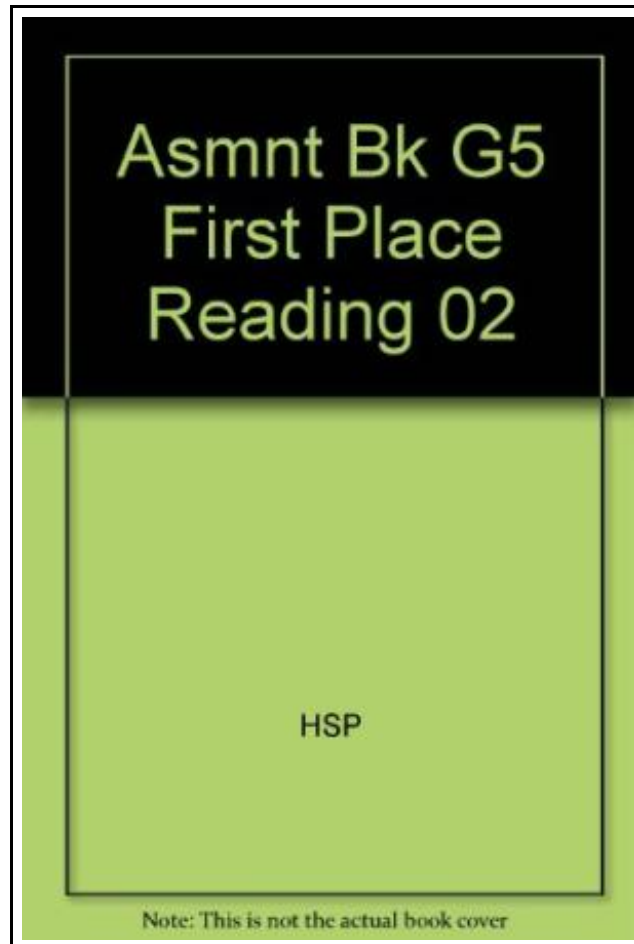 Asmnt Bk G5
First Place
Reading 02
HSP
Note: This is not the actual book cover